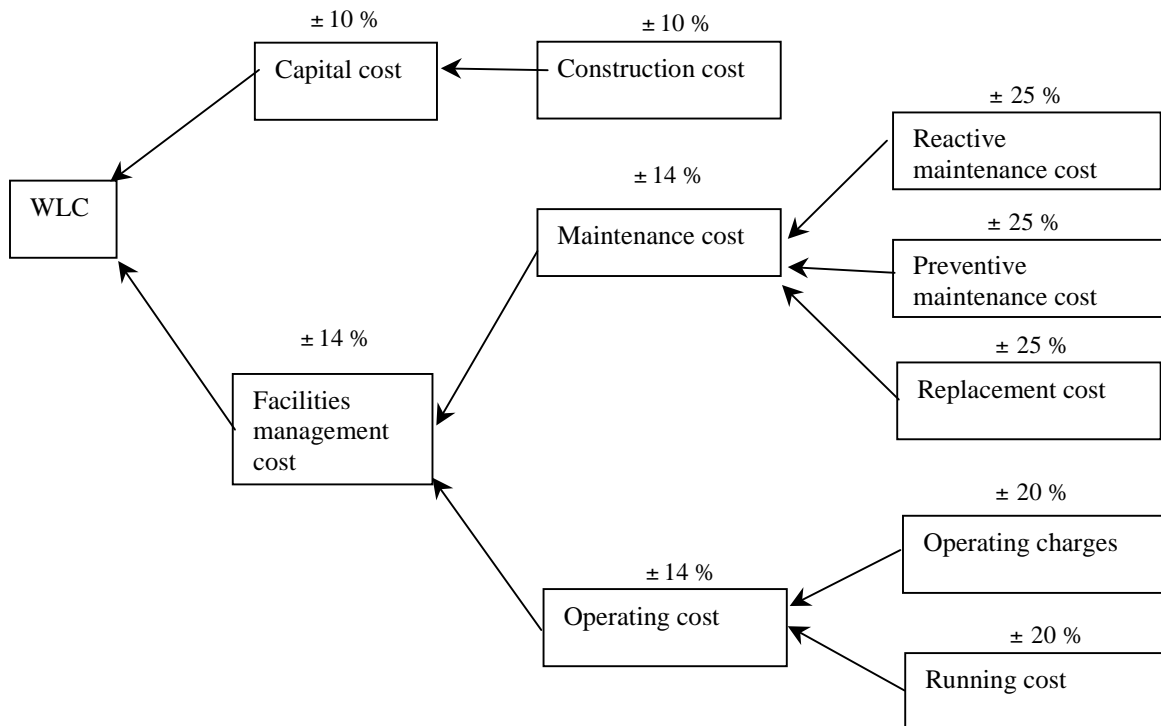 ± 10 %
± 10 %
Capital cost
Construction cost
± 25 %
Reactive
maintenance cost
± 14 %
WLC
Maintenance cost
± 25 %
Preventive
maintenance cost
± 14 %
± 25 %
Facilities
management
cost
Replacement cost
± 20 %
Operating charges
± 14 %
Operating cost
± 20 %
Running cost